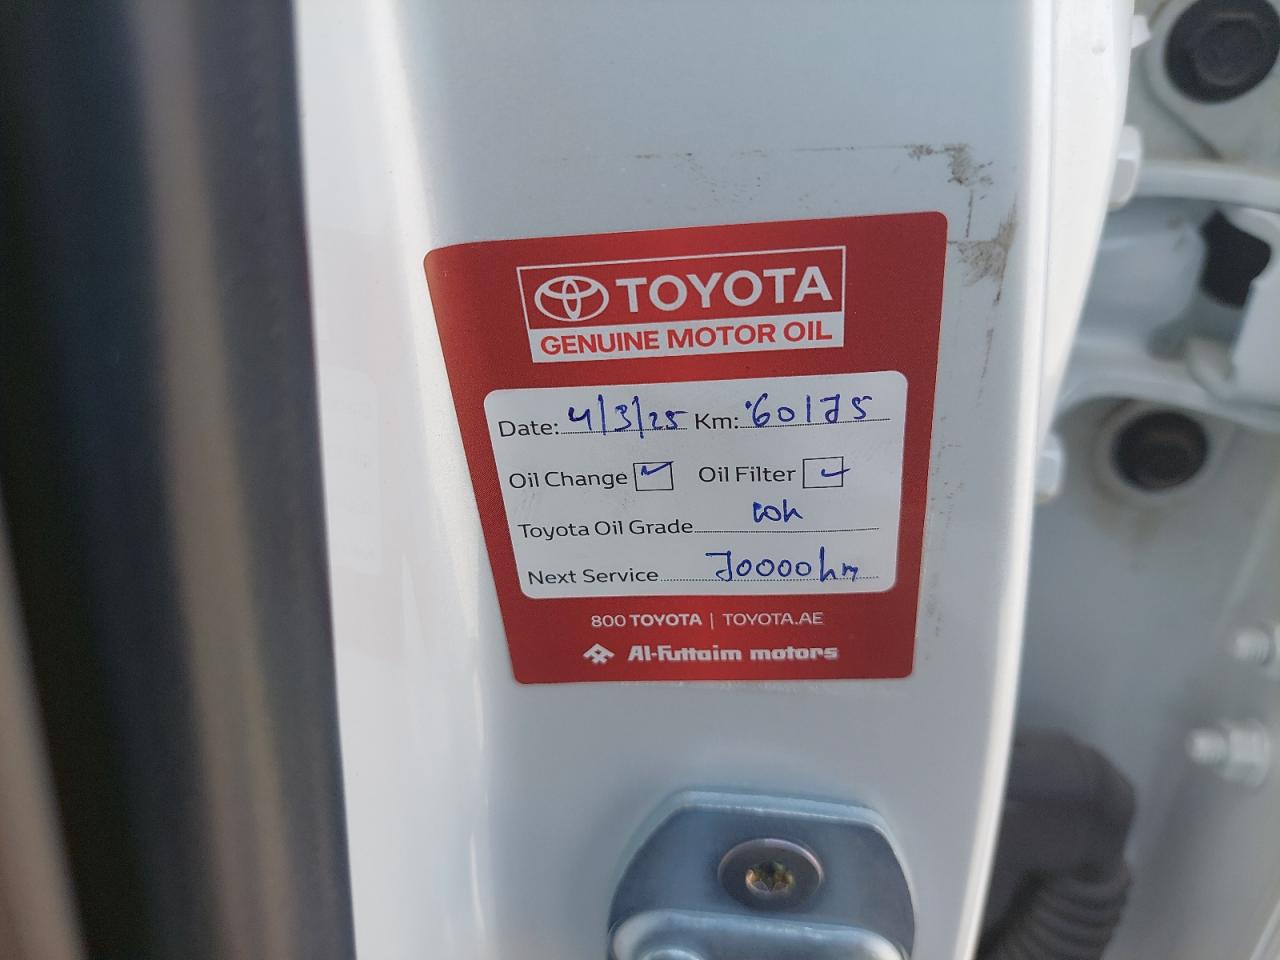 TOYOTA
GENUINE MOTOR OIL
Date: 4/3/25 Km: 60175
Oil Change ✓ Oil Filter ✓
Toyota Oil Grade
Next Service 70000km
800 TOYOTA | TOYOTA.AE
Al-Futtaim motors